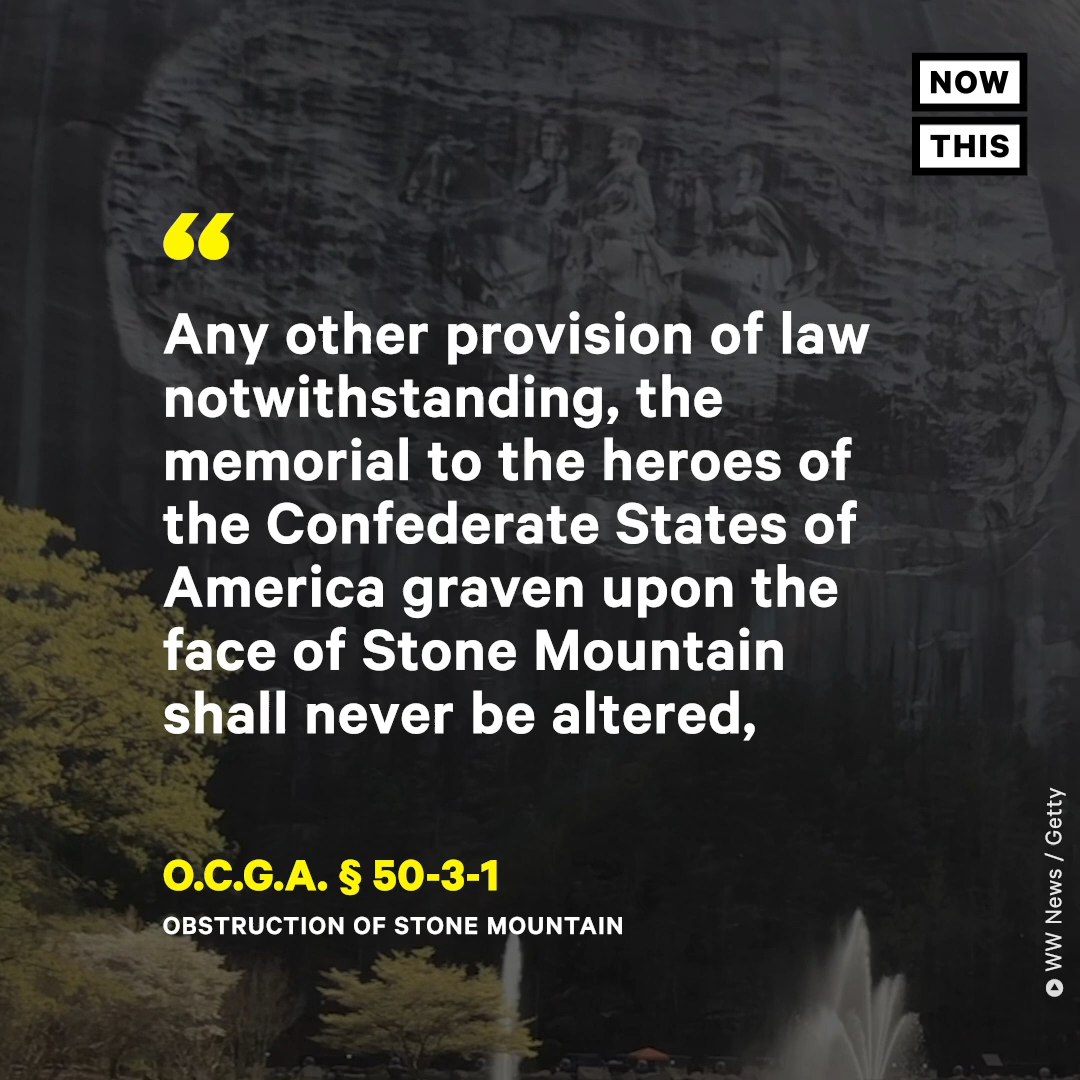 NOW
THIS
“
Any other provision of law
notwithstanding, the
memorial to the heroes of
the Confederate States of
America graven upon the
face of Stone Mountain
shall never be altered,
O.C.G.A. § 50-3-1
OBSTRUCTION OF STONE MOUNTAIN
WW News / Getty